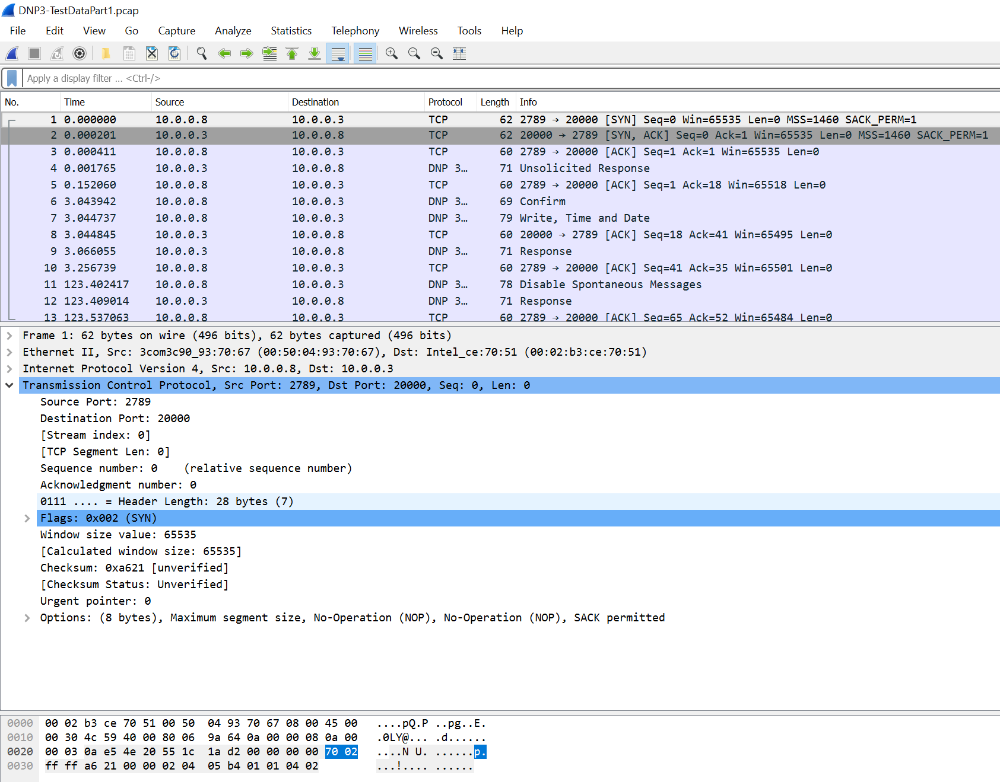 DNP3-TestDataPart1.pcap
File Edit View Go Capture Analyze Statistics Telephony Wireless Tools Help
Apply a display filter ... <Ctrl-/>
No. Time Source Destination Protocol Length Info
1 0.000000 10.0.0.8 10.0.0.3 TCP 62 2789 → 20000 [SYN] Seq=0 Win=65535 Len=0 MSS=1460 SACK_PERM=1
2 0.000201 10.0.0.3 10.0.0.8 TCP 62 20000 → 2789 [SYN, ACK] Seq=0 Ack=1 Win=65535 Len=0 MSS=1460 SACK_PERM=1
3 0.000411 10.0.0.8 10.0.0.3 TCP 60 2789 → 20000 [ACK] Seq=1 Ack=1 Win=65535 Len=0
4 0.001765 10.0.0.3 10.0.0.8 DNP 3… 71 Unsolicited Response
5 0.152060 10.0.0.8 10.0.0.3 TCP 60 2789 → 20000 [ACK] Seq=1 Ack=18 Win=65518 Len=0
6 3.043942 10.0.0.8 10.0.0.3 DNP 3… 69 Confirm
7 3.044737 10.0.0.8 10.0.0.3 DNP 3… 79 Write, Time and Date
8 3.044845 10.0.0.3 10.0.0.8 TCP 60 20000 → 2789 [ACK] Seq=18 Ack=41 Win=65495 Len=0
9 3.066055 10.0.0.3 10.0.0.8 DNP 3… 71 Response
10 3.256739 10.0.0.8 10.0.0.3 TCP 60 2789 → 20000 [ACK] Seq=41 Ack=35 Win=65501 Len=0
11 123.402417 10.0.0.8 10.0.0.3 DNP 3… 78 Disable Spontaneous Messages
12 123.409014 10.0.0.3 10.0.0.8 DNP 3… 71 Response
13 123.537063 10.0.0.8 10.0.0.3 TCP 60 2789 → 20000 [ACK] Seq=65 Ack=52 Win=65484 Len=0
Frame 1: 62 bytes on wire (496 bits), 62 bytes captured (496 bits)
Ethernet II, Src: 3com3c90_93:70:67 (00:50:04:93:70:67), Dst: Intel_ce:70:51 (00:02:b3:ce:70:51)
Internet Protocol Version 4, Src: 10.0.0.8, Dst: 10.0.0.3
Transmission Control Protocol, Src Port: 2789, Dst Port: 20000, Seq: 0, Len: 0
Source Port: 2789
Destination Port: 20000
[Stream index: 0]
[TCP Segment Len: 0]
Sequence number: 0 (relative sequence number)
Acknowledgment number: 0
0111 .... = Header Length: 28 bytes (7)
Flags: 0x002 (SYN)
Window size value: 65535
[Calculated window size: 65535]
Checksum: 0xa621 [unverified]
[Checksum Status: Unverified]
Urgent pointer: 0
Options: (8 bytes), Maximum segment size, No-Operation (NOP), No-Operation (NOP), SACK permitted
0000 00 02 b3 ce 70 51 00 50 04 93 70 67 08 00 45 00 ....pQ.P ..pg..E.
0010 00 30 4c 59 40 00 80 06 9a 64 0a 00 00 08 0a 00 .0LY@... .d......
0020 00 03 0a e5 4e 20 55 1c 1a d2 00 00 00 00 70 02 ....N U. ......p.
0030 ff ff a6 21 00 00 02 04 05 b4 01 01 04 02 ...!.... ......